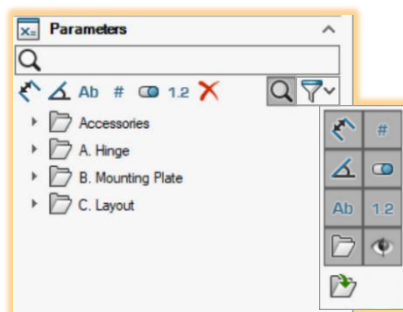 x= Parameters
Ab # 1.2
Accessories
A. Hinge
B. Mounting Plate
C. Layout
#
Ab 1.2